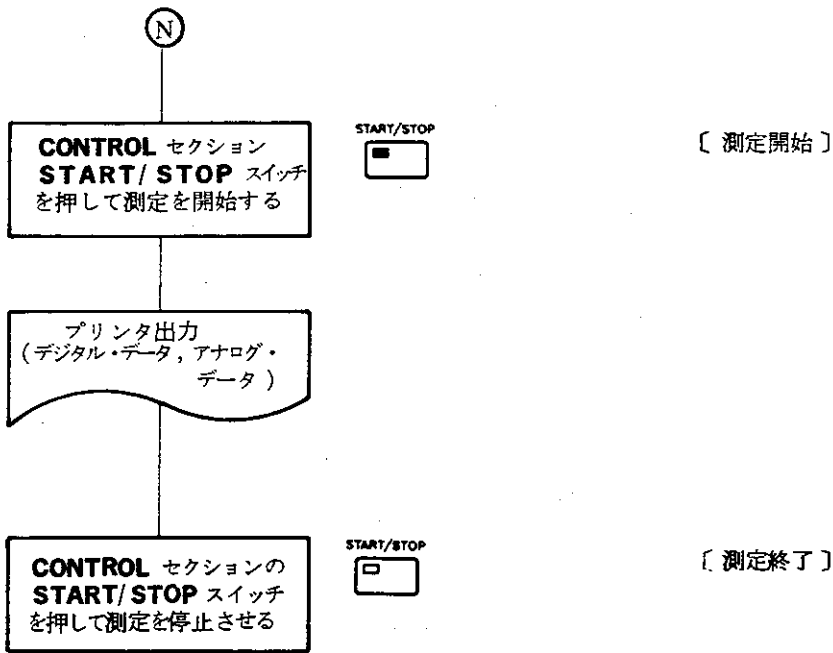 N
CONTROL セクション
START/ STOP スイッチ
を押して測定を開始する
START/STOP
〔 測定開始 〕
プリンタ出力
( デジタル・データ , アナログ・
データ )
CONTROL セクションの
START/ STOP スイッチ
を押して測定を停止させる
START/STOP
〔 測定終了 〕